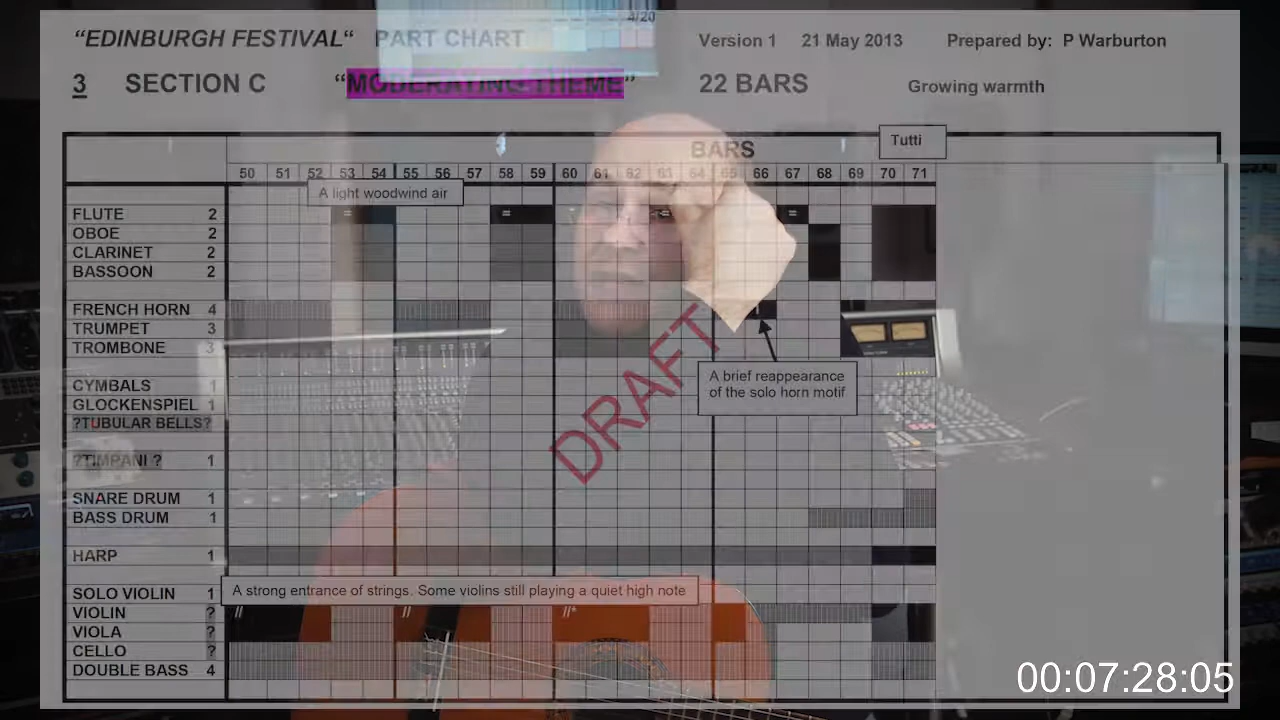 4/20
“EDINBURGH FESTIVAL“ PART CHART Version 1 21 May 2013 Prepared by: P Warburton
3 SECTION C “MODERATING THEME” 22 BARS Growing warmth
Tutti
BARS
50 51 52 53 54 55 56 57 58 59 60 61 62 63 64 65 66 67 68 69 70 71
A light woodwind air
FLUTE 2
OBOE 2
CLARINET 2
BASSOON 2
FRENCH HORN 4
TRUMPET 3
TROMBONE 3
A brief reappearance
of the solo horn motif
CYMBALS 1
GLOCKENSPIEL 1
?TUBULAR BELLS?
?TIMPANI ? 1
SNARE DRUM 1
BASS DRUM 1
DRAFT
HARP 1
SOLO VIOLIN 1
A strong entrance of strings. Some violins still playing a quiet high note
VIOLIN ?
VIOLA ?
CELLO ?
DOUBLE BASS 4
00:07:28:05